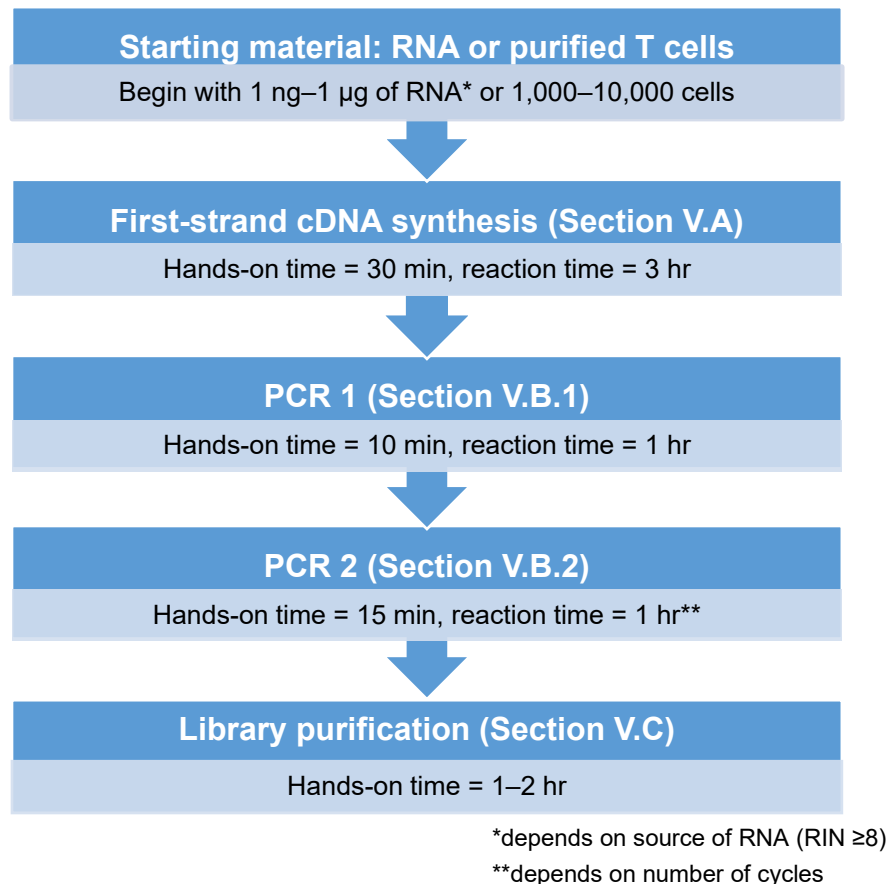 Starting material: RNA or purified T cells
Begin with 1 ng–1 µg of RNA* or 1,000–10,000 cells
First-strand cDNA synthesis (Section V.A)
Hands-on time = 30 min, reaction time = 3 hr
PCR 1 (Section V.B.1)
Hands-on time = 10 min, reaction time = 1 hr
PCR 2 (Section V.B.2)
Hands-on time = 15 min, reaction time = 1 hr**
Library purification (Section V.C)
Hands-on time = 1–2 hr
*depends on source of RNA (RIN ≥8)
**depends on number of cycles